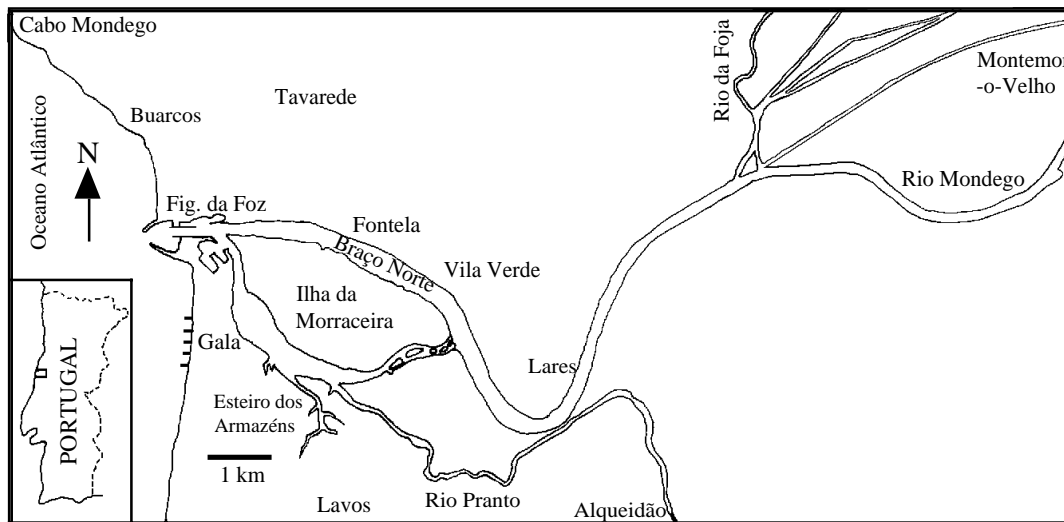 Cabo Mondego
Buarcos
Tavarede
Rio da Foja
Montemor
-o-Velho
Oceano Atlântico
N
Fig. da Foz
Fontela
Braço Norte
Vila Verde
Rio Mondego
Ilha da
Morraceira
Gala
Lares
PORTUGAL
Esteiro dos
Armazéns
1 km
Lavos
Rio Pranto
Alqueidão